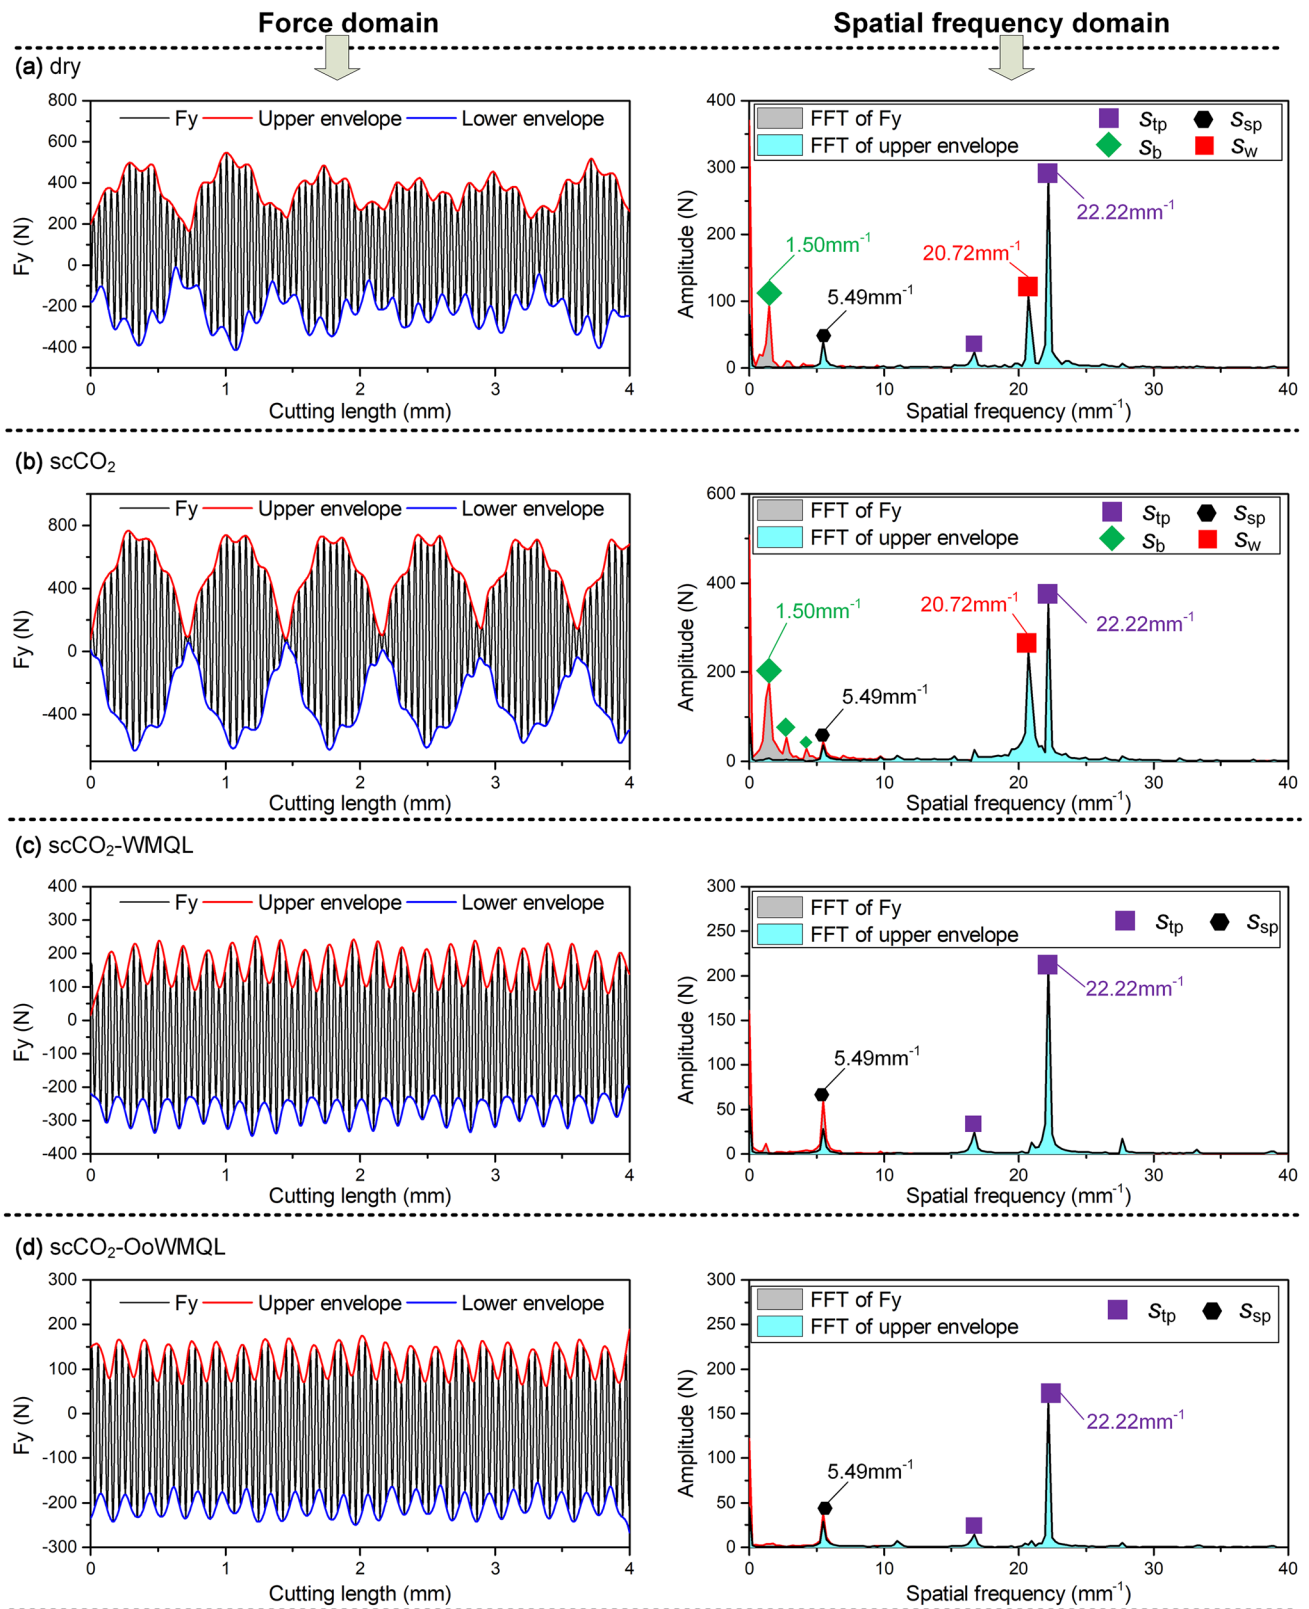 Force domain
Spatial frequency domain
(a) dry
Fy Upper envelope Lower envelope
800
600
400
200
0
-200
-400
Fy (N)
0 1 2 3 4
Cutting length (mm)
FFT of Fy
FFT of upper envelope
stp ssp
sb sw
400
300
200
100
0
Amplitude (N)
1.50mm-1
5.49mm-1
20.72mm-1
22.22mm-1
0 10 20 30 40
Spatial frequency (mm-1)
(b) scCO2
Fy Upper envelope Lower envelope
800
400
0
-400
Fy (N)
0 1 2 3 4
Cutting length (mm)
FFT of Fy
FFT of upper envelope
stp ssp
sb sw
600
400
200
0
Amplitude (N)
1.50mm-1
5.49mm-1
20.72mm-1
22.22mm-1
0 10 20 30 40
Spatial frequency (mm-1)
(c) scCO2-WMQL
Fy Upper envelope Lower envelope
400
300
200
100
0
-100
-200
-300
-400
Fy (N)
0 1 2 3 4
Cutting length (mm)
FFT of Fy
FFT of upper envelope
stp ssp
300
250
200
150
100
50
0
Amplitude (N)
5.49mm-1
22.22mm-1
0 10 20 30 40
Spatial frequency (mm-1)
(d) scCO2-OoWMQL
Fy Upper envelope Lower envelope
300
200
100
0
-100
-200
-300
Fy (N)
0 1 2 3 4
Cutting length (mm)
FFT of Fy
FFT of upper envelope
stp ssp
300
250
200
150
100
50
0
Amplitude (N)
5.49mm-1
22.22mm-1
0 10 20 30 40
Spatial frequency (mm-1)